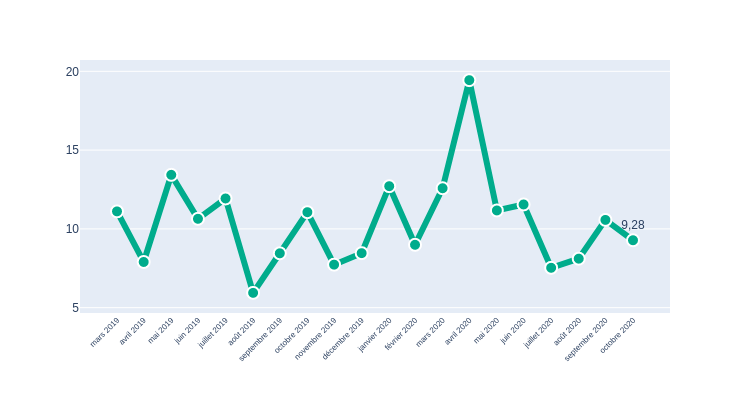 20
15
10
5
9,28
mars 2019
avril 2019
mai 2019
juin 2019
juillet 2019
août 2019
septembre 2019
octobre 2019
novembre 2019
décembre 2019
janvier 2020
février 2020
mars 2020
avril 2020
mai 2020
juin 2020
juillet 2020
août 2020
septembre 2020
octobre 2020